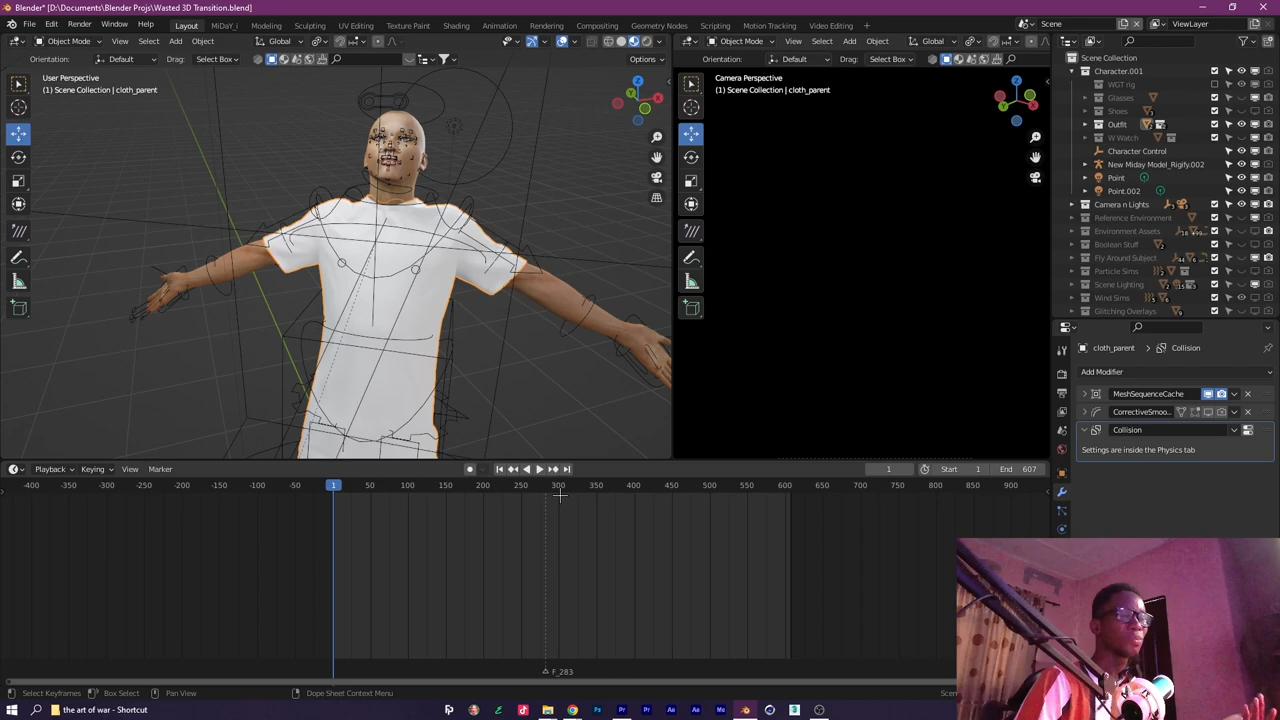 Blender* [D:\Documents\Blender Projs\Wasted 3D Transition.blend]
File Edit Render Window Help Layout MiDAY_i Modeling Sculpting UV Editing Texture Paint Shading Animation Rendering Compositing Geometry Nodes Scripting Motion Tracking Video Editing + Scene ViewLayer
Object Mode View Select Add Object Global Object Mode View Select Add Object Global
Orientation: Default Drag: Select Box Options Orientation: Default Drag: Select Box
User Perspective
(1) Scene Collection | cloth_parent
Camera Perspective
(1) Scene Collection | cloth_parent
Scene Collection
Character.001
WGT rig
Glasses
Shoes
Outfit
W Watch
Character Control
New Miday Model_Rigify.002
Point
Point.002
Camera n Lights
Reference Environment
Environment Assets
Boolean Stuff
Fly Around Subject
Particle Sims
Scene Lighting
Wind Sims
Glitching Overlays
cloth_parent > Collision
Add Modifier
MeshSequenceCache
CorrectiveSmoo...
Collision
Settings are inside the Physics tab
Playback Keying View Marker 1 Start 1 End 607
-400 -350 -300 -250 -200 -150 -100 -50 1 50 100 150 200 250 300 350 400 450 500 550 600 650 700 750 800 850 900
F_283
Select Keyframes Box Select Pan View Dope Sheet Context Menu
the art of war - Shortcut